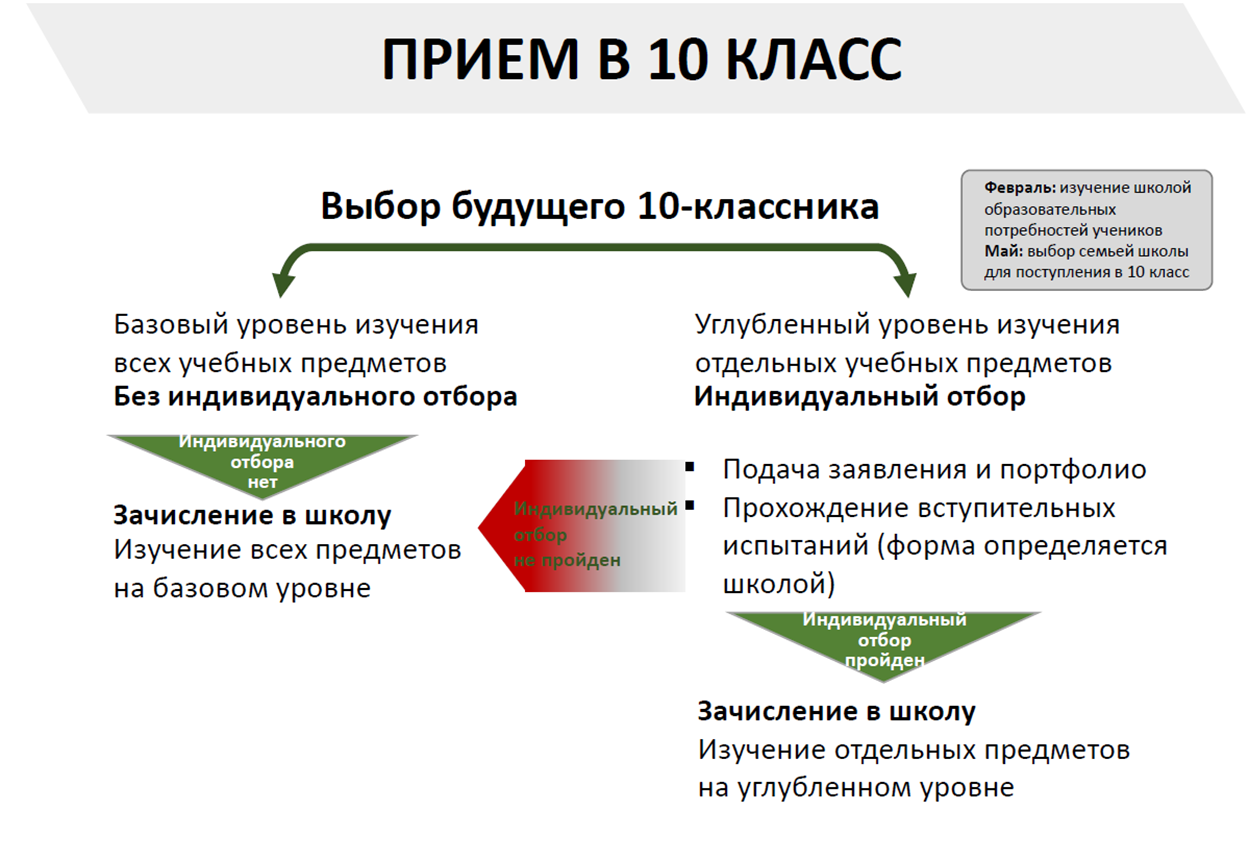 ПРИЕМ В 10 КЛАСС
Выбор будущего 10-классника
Февраль: изучение школой
образовательных
потребностей учеников
Май: выбор семьей школы
для поступления в 10 класс
Базовый уровень изучения
всех учебных предметов
Без индивидуального отбора
Индивидуального
отбора
нет
Зачисление в школу
Изучение всех предметов
на базовом уровне
Углубленный уровень изучения
отдельных учебных предметов
Индивидуальный отбор
▪ Подача заявления и портфолио
▪ Прохождение вступительных
испытаний (форма определяется
школой)
Индивидуальный
отбор
не пройден
Индивидуальный
отбор
пройден
Зачисление в школу
Изучение отдельных предметов
на углубленном уровне